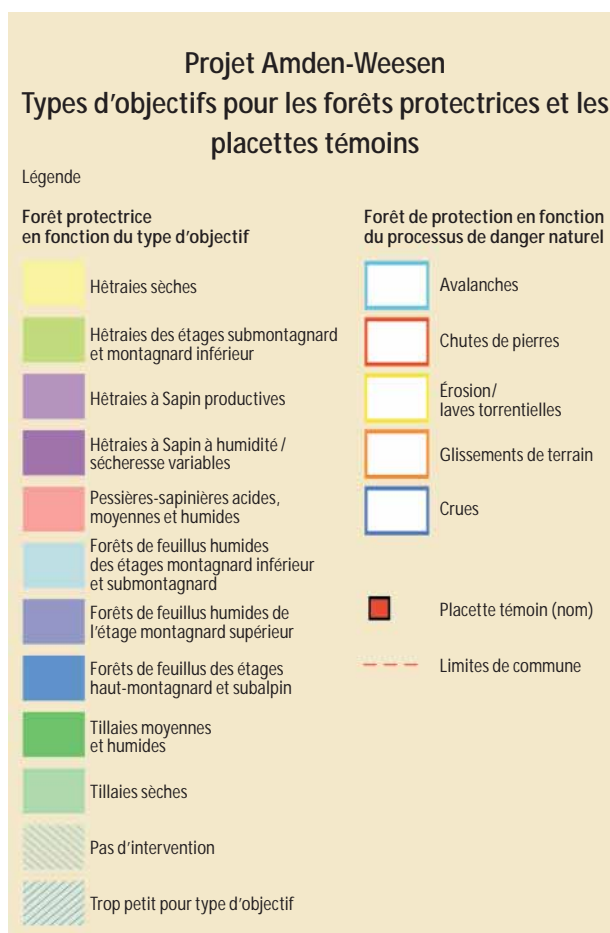 Projet Amden-Weesen
Types d'objectifs pour les forêts protectrices et les
placettes témoins
Légende
Forêt protectrice
en fonction du type d'objectif
Hêtraies sèches
Hêtraies des étages submontagnard
et montagnard inférieur
Hêtraies à Sapin productives
Hêtraies à Sapin à humidité /
sécheresse variables
Pessières-sapinières acides,
moyennes et humides
Forêts de feuillus humides
des étages montagnard inférieur
et submontagnard
Forêts de feuillus humides de
l'étage montagnard supérieur
Forêts de feuillus des étages
haut-montagnard et subalpin
Tillaies moyennes
et humides
Tillaies sèches
Pas d'intervention
Trop petit pour type d'objectif
Forêt de protection en fonction
du processus de danger naturel
Avalanches
Chutes de pierres
Érosion/
laves torrentielles
Glissements de terrain
Crues
Placette témoin (nom)
Limites de commune